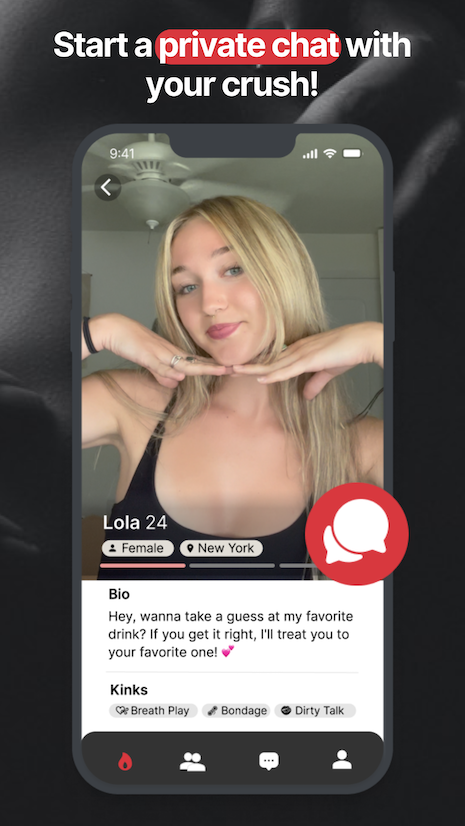 Start a private chat with
your crush!
9:41
Lola 24
Female New York
Bio
Hey, wanna take a guess at my favorite
drink? If you get it right, I'll treat you to
your favorite one! 💕
Kinks
Breath Play Bondage Dirty Talk